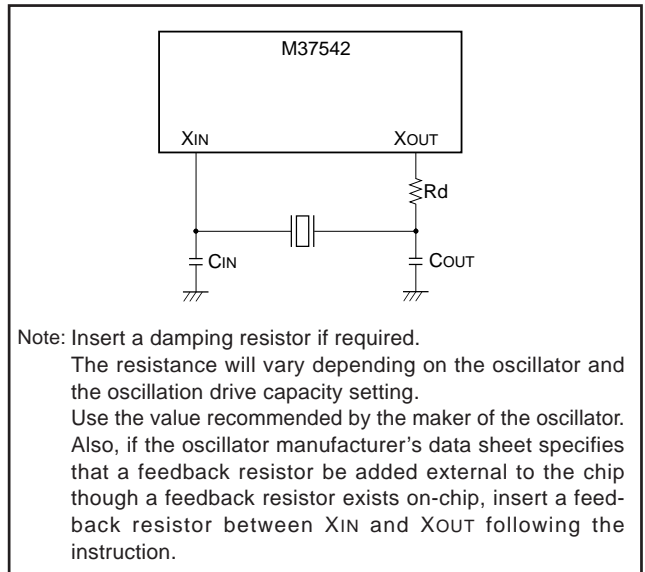 M37542
XIN XOUT
Rd
CIN COUT
Note: Insert a damping resistor if required.
The resistance will vary depending on the oscillator and
the oscillation drive capacity setting.
Use the value recommended by the maker of the oscillator.
Also, if the oscillator manufacturer's data sheet specifies
that a feedback resistor be added external to the chip
though a feedback resistor exists on-chip, insert a feed-
back resistor between XIN and XOUT following the
instruction.